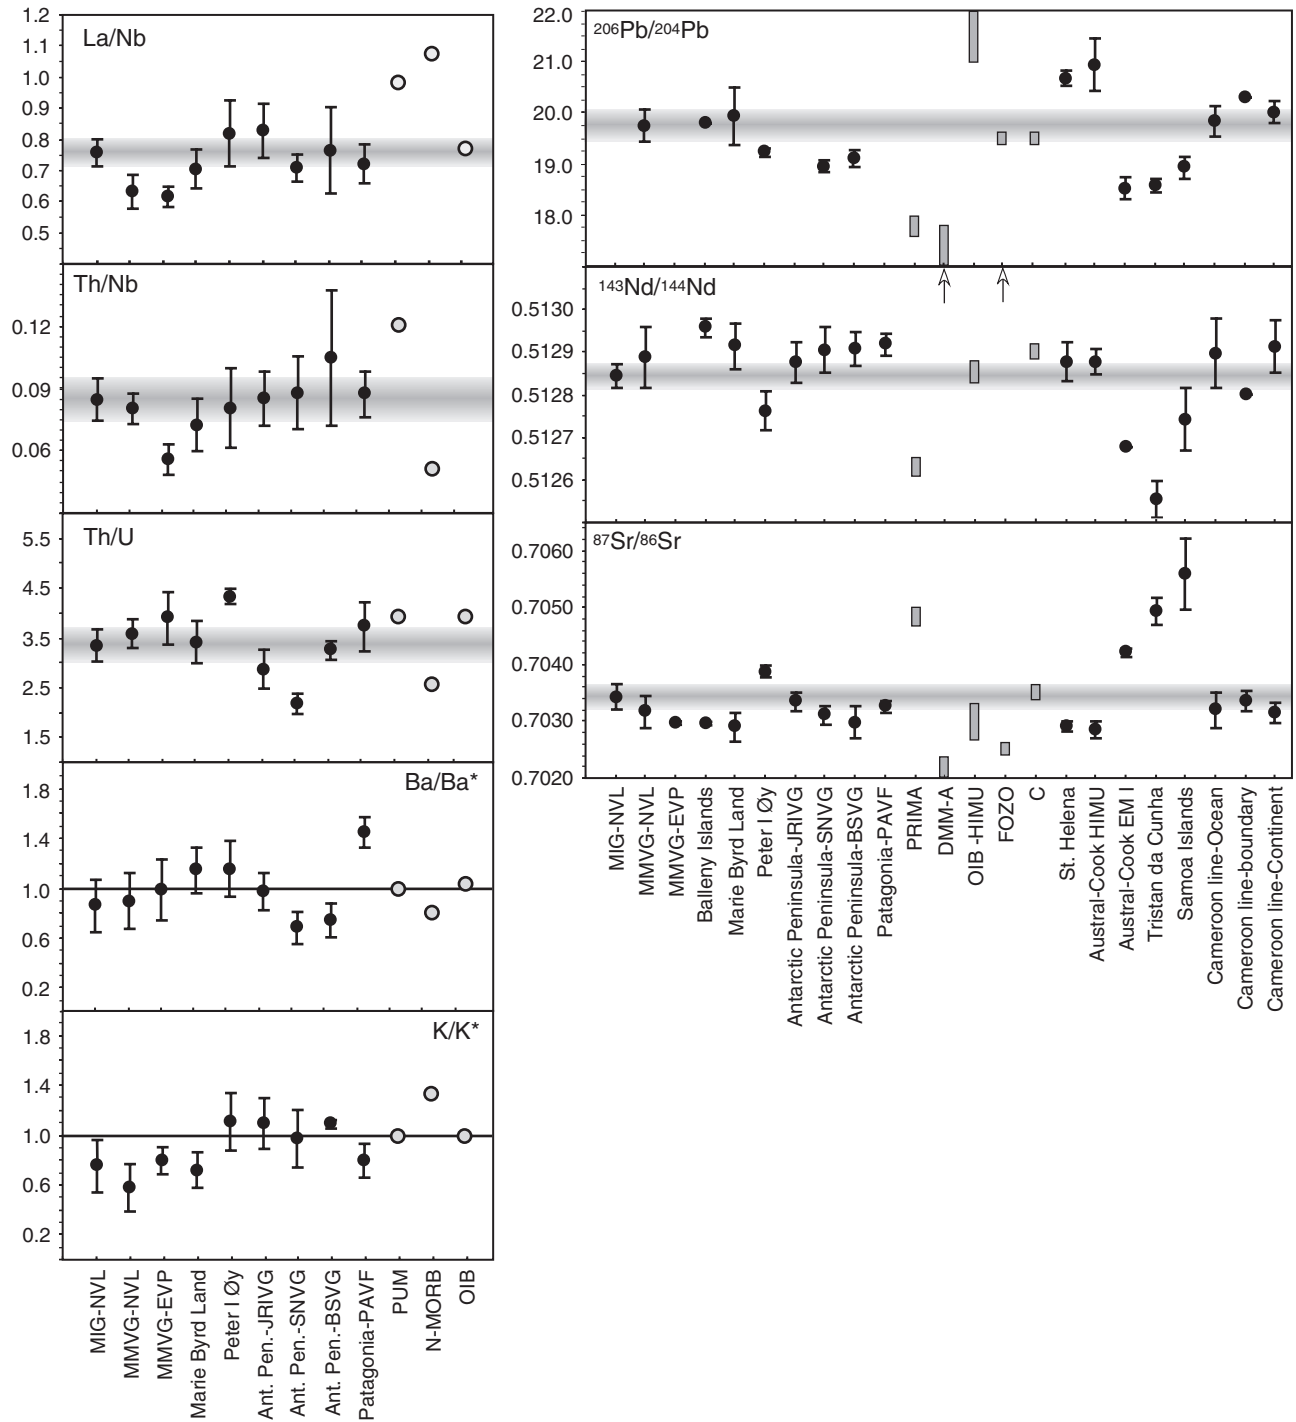 La/Nb
1.2
1.1
1.0
0.9
0.8
0.7
0.6
0.5
Th/Nb
0.12
0.09
0.06
Th/U
5.5
4.5
3.5
2.5
1.5
Ba/Ba*
1.8
1.4
1.0
0.6
0.2
K/K*
1.8
1.4
1.0
0.6
0.2
MIG-NVL
MMVG-NVL
MMVG-EVP
Marie Byrd Land
Peter I Øy
Ant. Pen.-JRIVG
Ant. Pen.-SNVG
Ant. Pen.-BSVG
Patagonia-PAVF
PUM
N-MORB
OIB
206Pb/204Pb
22.0
21.0
20.0
19.0
18.0
143Nd/144Nd
0.5130
0.5129
0.5128
0.5127
0.5126
87Sr/86Sr
0.7060
0.7050
0.7040
0.7030
0.7020
MIG-NVL
MMVG-NVL
MMVG-EVP
Balleny Islands
Marie Byrd Land
Peter I Øy
Antarctic Peninsula-JRIVG
Antarctic Peninsula-SNVG
Antarctic Peninsula-BSVG
Patagonia-PAVF
PRIMA
DMM-A
OIB -HIMU
FOZO
C
St. Helena
Austral-Cook HIMU
Austral-Cook EM I
Tristan da Cunha
Samoa Islands
Cameroon line-Ocean
Cameroon line-boundary
Cameroon line-Continent